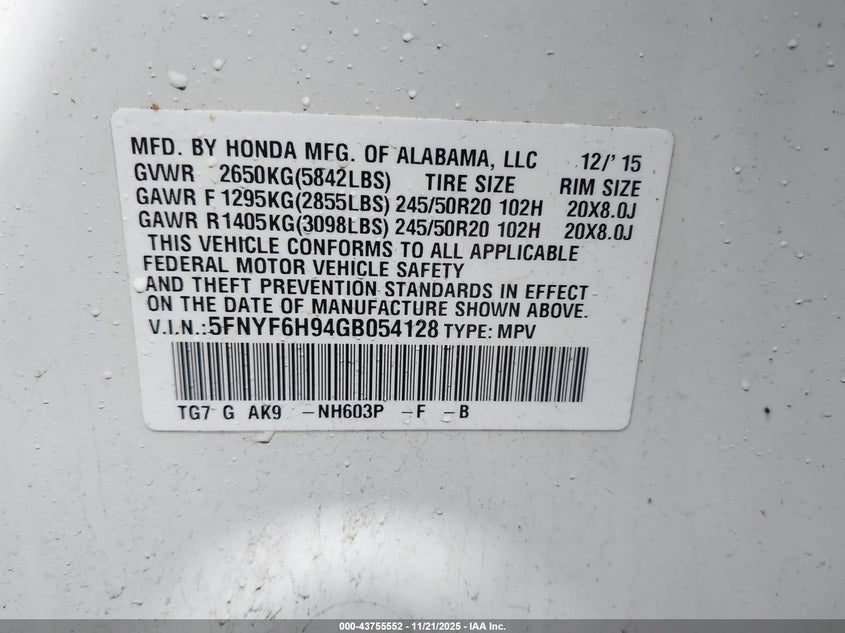 MFD. BY HONDA MFG. OF ALABAMA, LLC 12/'15
GVWR 2650KG(5842LBS) TIRE SIZE RIM SIZE
GAWR F 1295KG(2855LBS) 245/50R20 102H 20X8.0J
GAWR R1405KG(3098LBS) 245/50R20 102H 20X8.0J
THIS VEHICLE CONFORMS TO ALL APPLICABLE
FEDERAL MOTOR VEHICLE SAFETY
AND THEFT PREVENTION STANDARDS IN EFFECT
ON THE DATE OF MANUFACTURE SHOWN ABOVE.
V.I.N.:5FNYF6H94GB054128 TYPE: MPV
TG7 G AK9 -NH603P -F -B
000-43755552 - 11/21/2025 - IAA Inc.